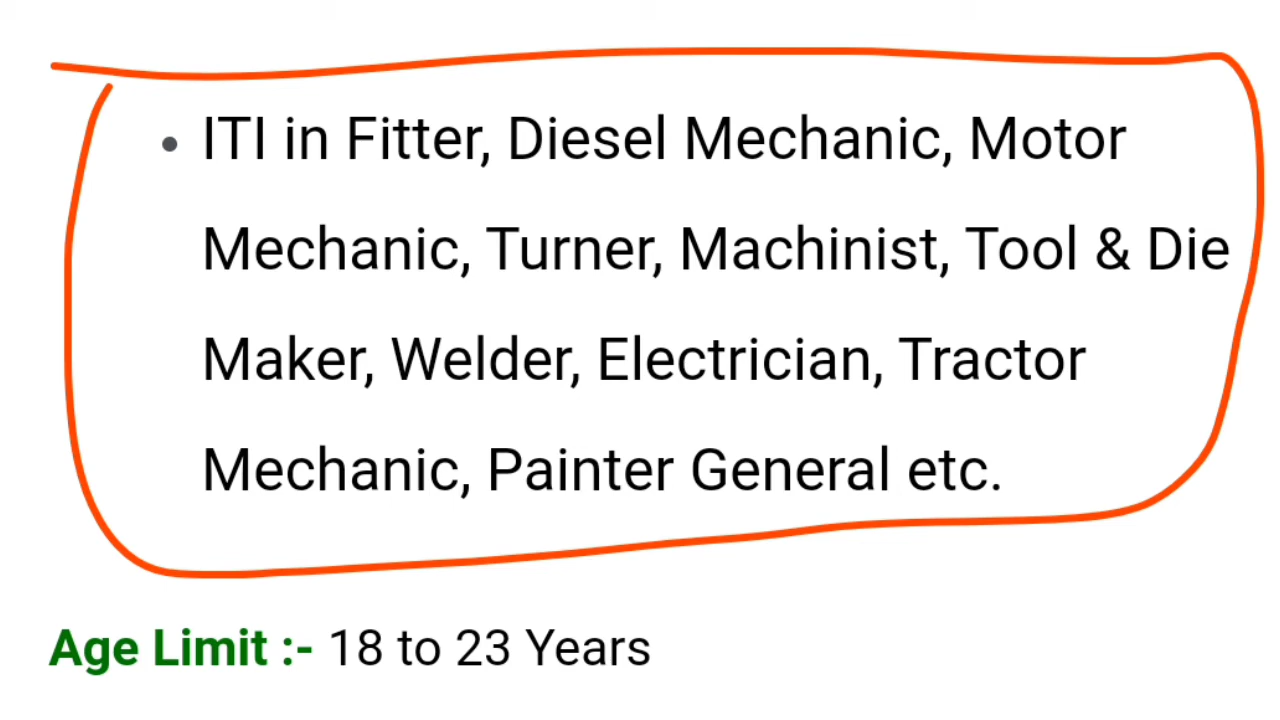 • ITI in Fitter, Diesel Mechanic, Motor
Mechanic, Turner, Machinist, Tool & Die
Maker, Welder, Electrician, Tractor
Mechanic, Painter General etc.
Age Limit :- 18 to 23 Years